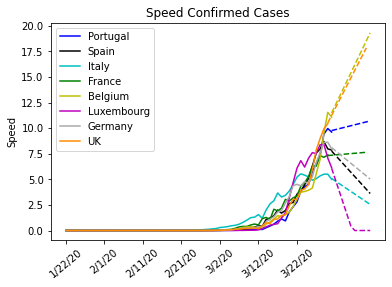 Speed Confirmed Cases
Speed
20.0
17.5
15.0
12.5
10.0
7.5
5.0
2.5
0.0
Portugal
Spain
Italy
France
Belgium
Luxembourg
Germany
UK
1/22/20
2/1/20
2/11/20
2/21/20
3/2/20
3/12/20
3/22/20